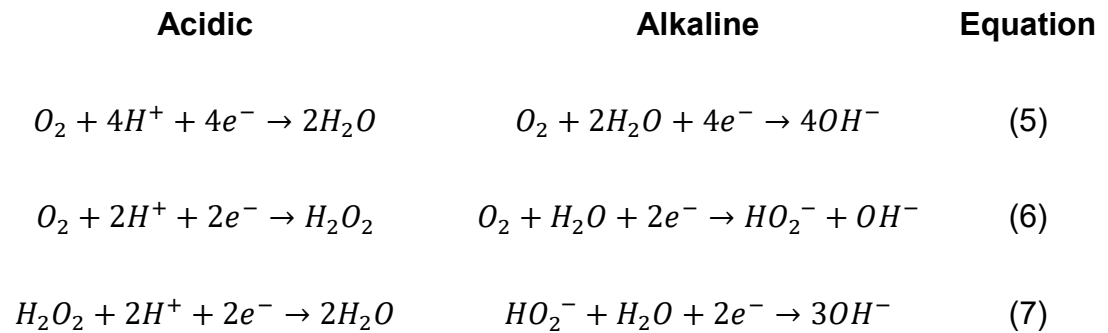 Acidic Alkaline Equation
O₂ + 4H⁺ + 4e⁻ → 2H₂O O₂ + 2H₂O + 4e⁻ → 4OH⁻ (5)
O₂ + 2H⁺ + 2e⁻ → H₂O₂ O₂ + H₂O + 2e⁻ → HO₂⁻ + OH⁻ (6)
H₂O₂ + 2H⁺ + 2e⁻ → 2H₂O HO₂⁻ + H₂O + 2e⁻ → 3OH⁻ (7)